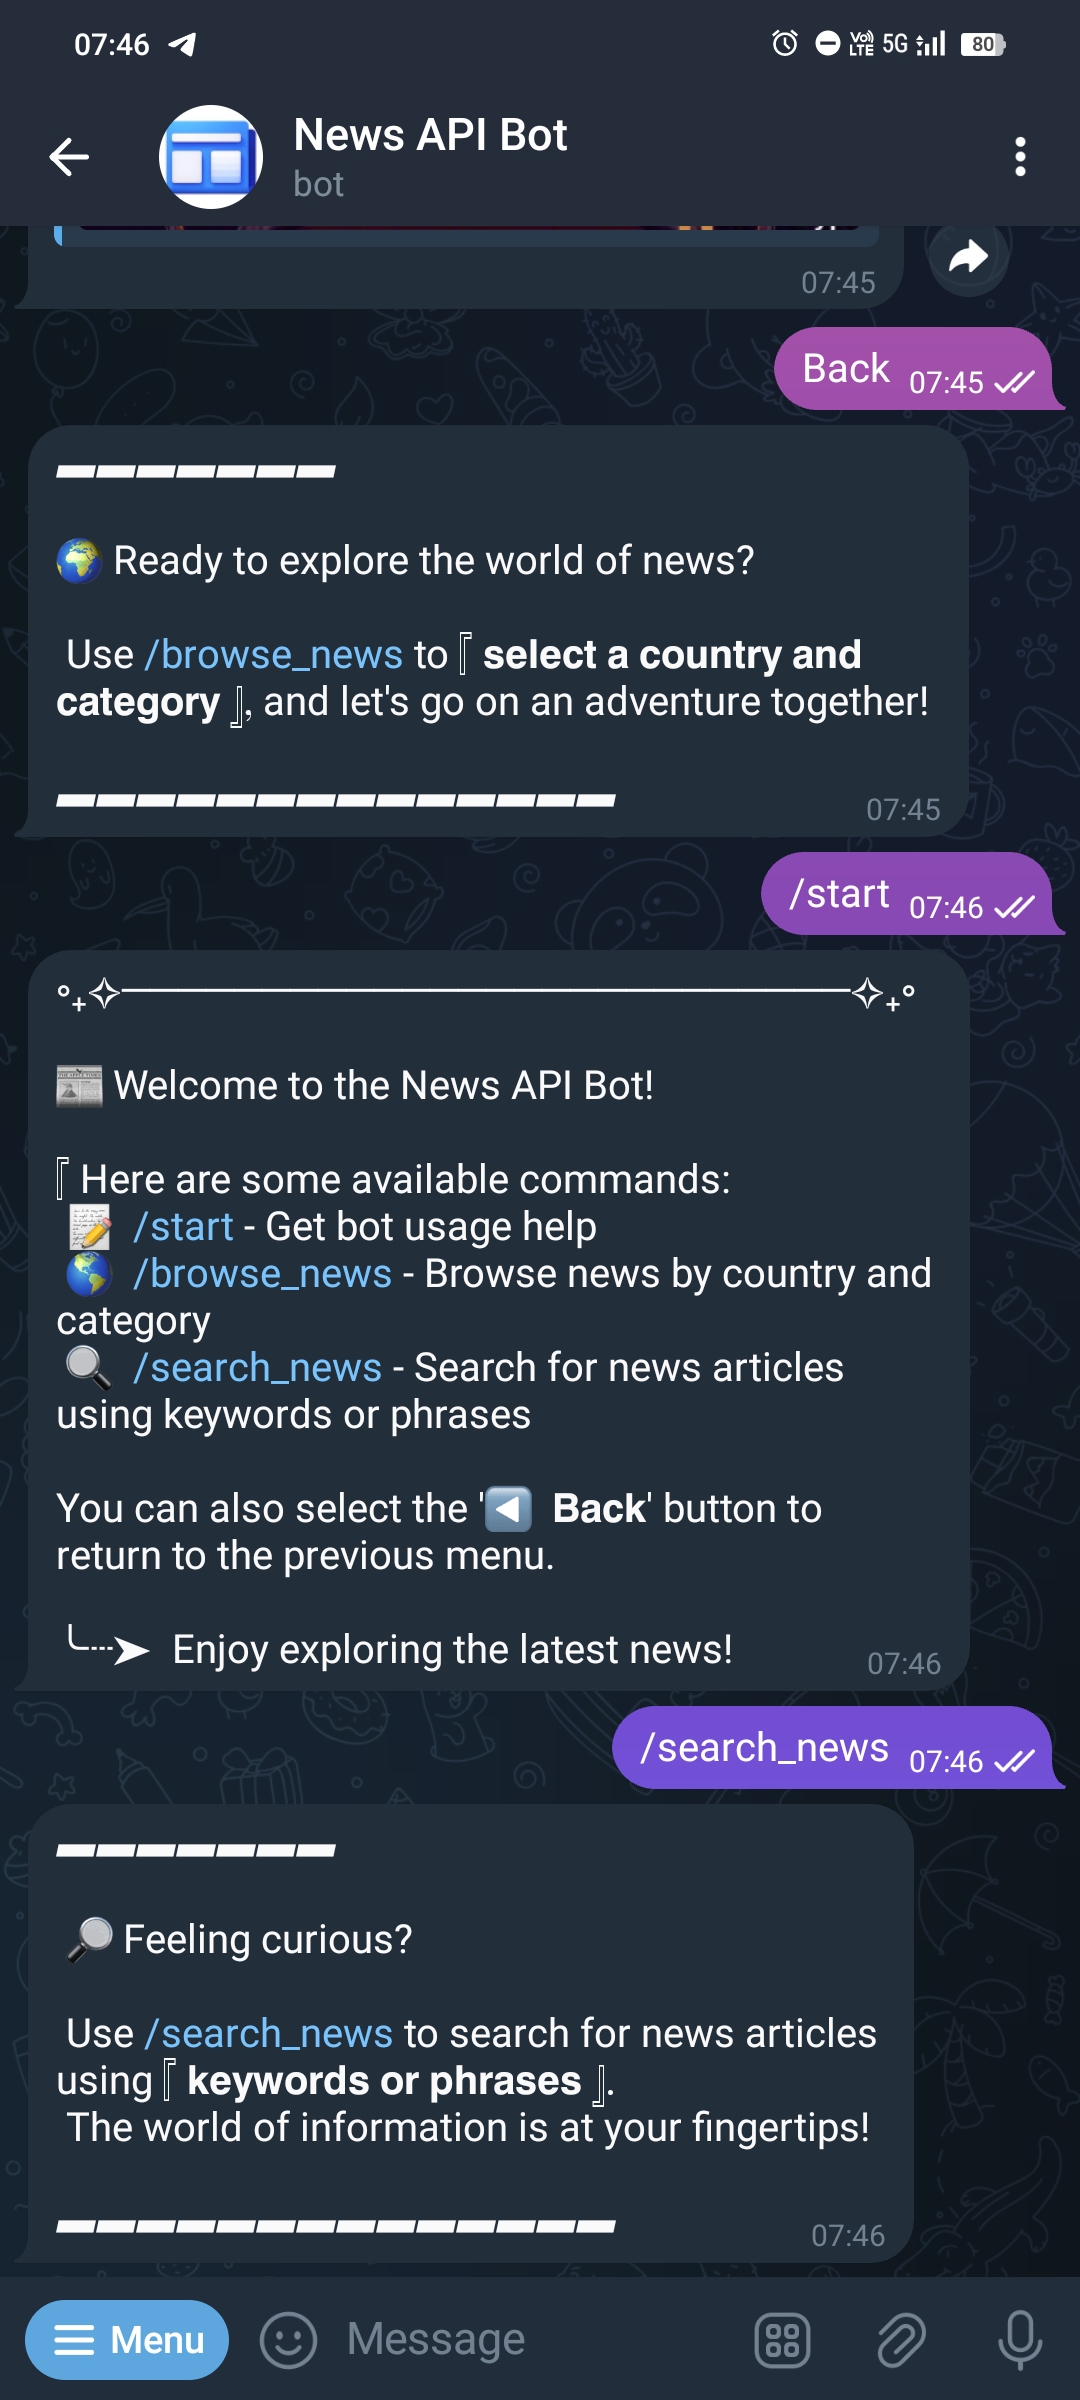 07:46 5G 80
News API Bot
bot
07:45
Back 07:45
🌍 Ready to explore the world of news?
Use /browse_news to『 select a country and
category 』, and let's go on an adventure together!
07:45
/start 07:46
°₊✧────────────────────✧₊°
📰 Welcome to the News API Bot!
『 Here are some available commands:
📝 /start - Get bot usage help
🌎 /browse_news - Browse news by country and
category
🔍 /search_news - Search for news articles
using keywords or phrases
You can also select the '◀️ Back' button to
return to the previous menu.
╰┈➤ Enjoy exploring the latest news! 07:46
/search_news 07:46
🔎 Feeling curious?
Use /search_news to search for news articles
using『 keywords or phrases 』.
The world of information is at your fingertips!
07:46
Menu Message